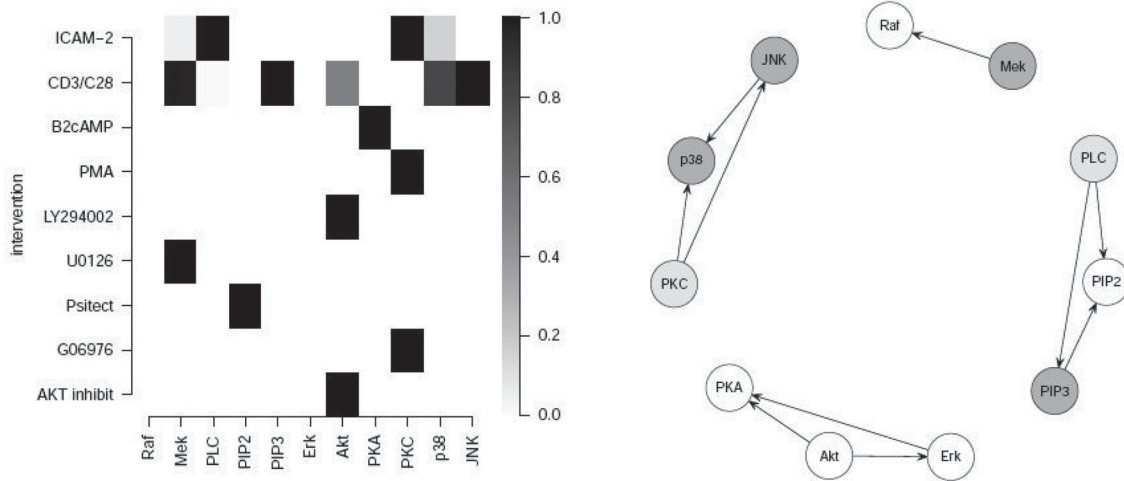 intervention
ICAM-2
CD3/C28
B2cAMP
PMA
LY294002
U0126
Psitect
G06976
AKT inhibit
Raf
Mek
PLC
PIP2
PIP3
Erk
Akt
PKA
PKC
p38
JNK
1.0
0.8
0.6
0.4
0.2
0.0
Raf
Mek
JNK
p38
PKC
PLC
PIP2
PIP3
PKA
Akt
Erk